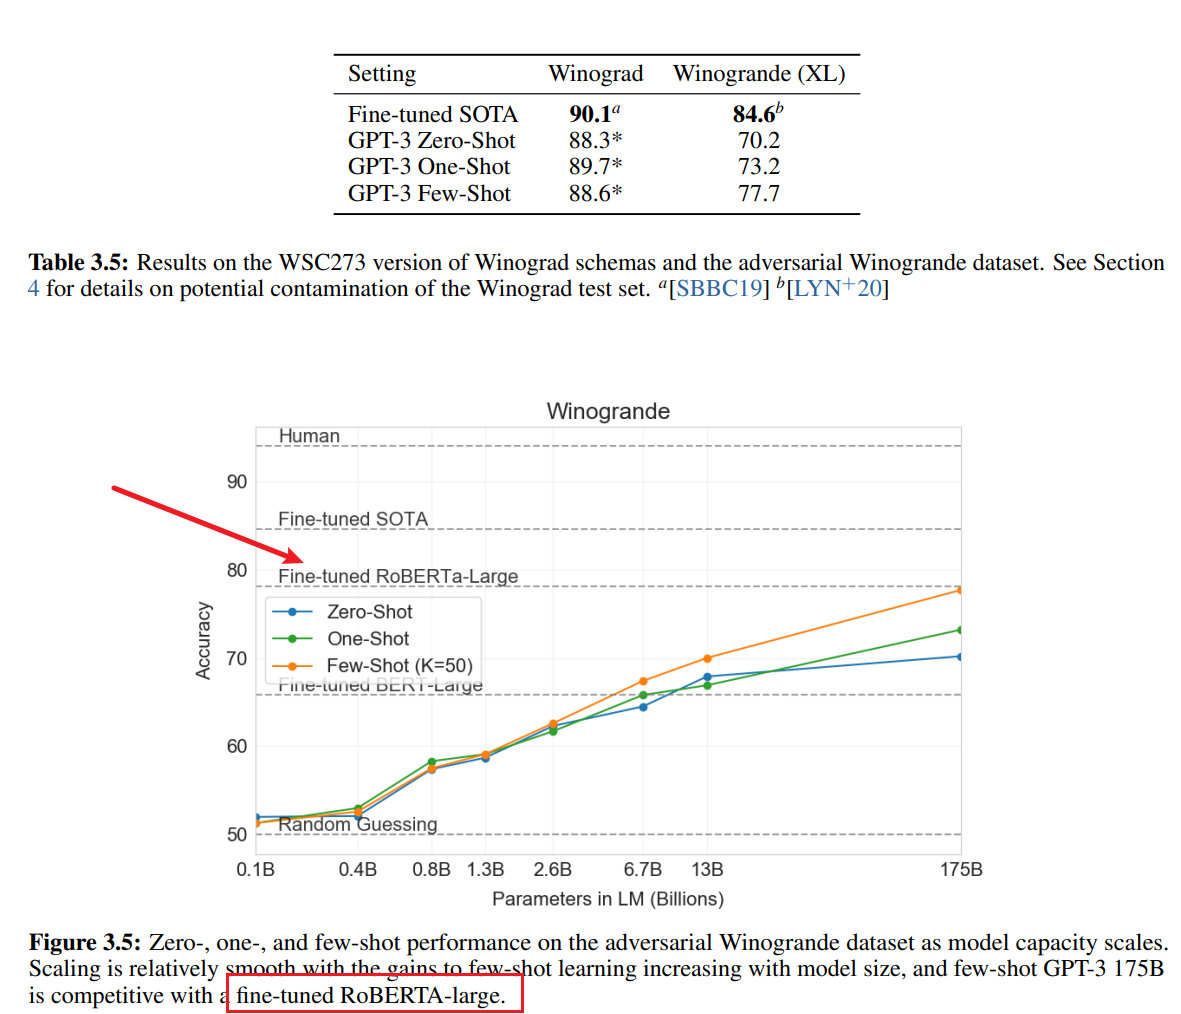 Setting Winograd Winogrande (XL)
Fine-tuned SOTA 90.1a 84.6b
GPT-3 Zero-Shot 88.3* 70.2
GPT-3 One-Shot 89.7* 73.2
GPT-3 Few-Shot 88.6* 77.7
Table 3.5: Results on the WSC273 version of Winograd schemas and the adversarial Winogrande dataset. See Section
4 for details on potential contamination of the Winograd test set. a[SBBC19] b[LYN+20]
Winogrande
Human
90
Fine-tuned SOTA
80
Fine-tuned RoBERTa-Large
Zero-Shot
One-Shot
Few-Shot (K=50)
70
Fine-tuned BERT-Large
60
Random Guessing
50
Accuracy
0.1B 0.4B 0.8B 1.3B 2.6B 6.7B 13B 175B
Parameters in LM (Billions)
Figure 3.5: Zero-, one-, and few-shot performance on the adversarial Winogrande dataset as model capacity scales.
Scaling is relatively smooth with the gains to few-shot learning increasing with model size, and few-shot GPT-3 175B
is competitive with a fine-tuned RoBERTA-large.